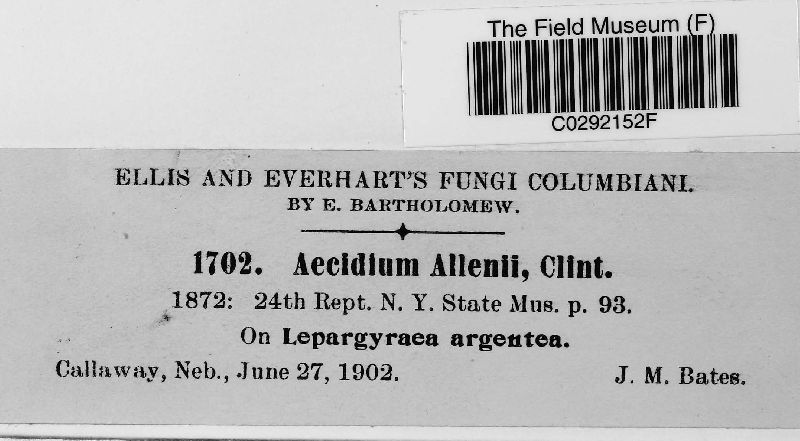 The Field Museum (F)
C0292152F
ELLIS AND EVERHART'S FUNGI COLUMBIANI.
BY E. BARTHOLOMEW.
1702. Aecidium Allenii, Clint.
1872: 24th Rept. N. Y. State Mus. p. 93.
On Lepargyraea argentea.
Callaway, Neb., June 27, 1902. J. M. Bates.